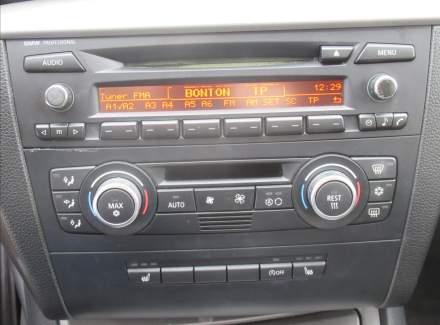 BMW PROFESSIONAL
AUDIO
MENU
Tuner FMA BONTON TP 12:29
A1/A2 A3 A4 A5 A6 FM AM SET SC TP
m
MAX
AUTO
REST
OFF